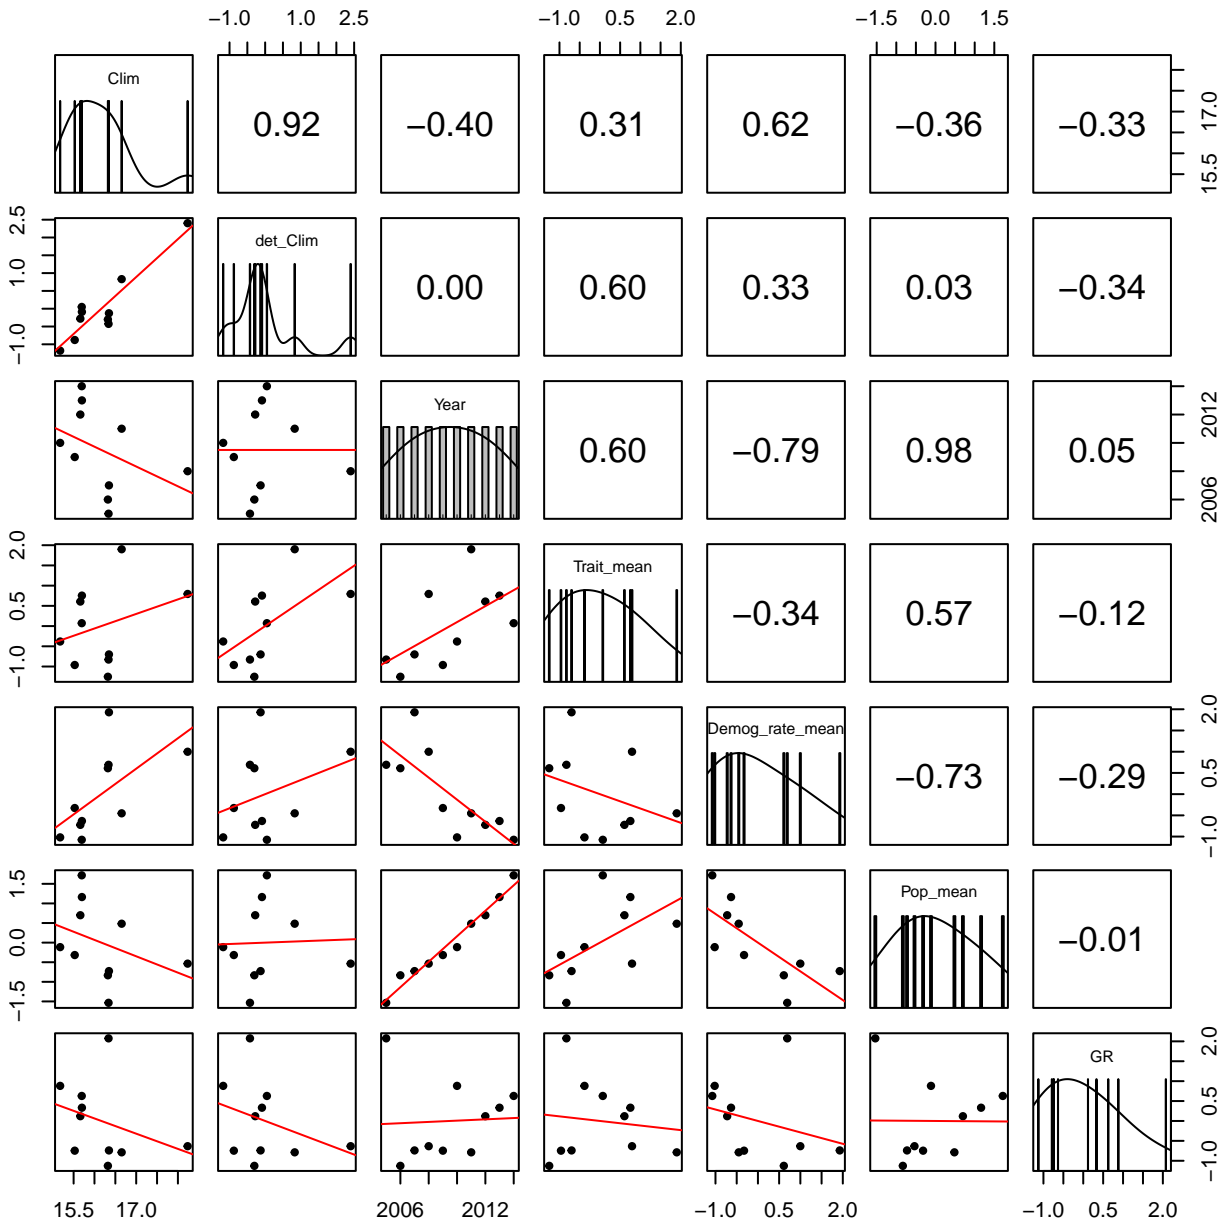 −1.0 1.0 2.5 −1.0 0.5 2.0 −1.5 0.0 1.5
Clim 0.92 −0.40 0.31 0.62 −0.36 −0.33 15.5 17.0
−1.0 1.0 2.5 det_Clim 0.00 0.60 0.33 0.03 −0.34
Year 0.60 −0.79 0.98 0.05 2006 2012
−1.0 0.5 2.0 Trait_mean −0.34 0.57 −0.12
Demog_rate_mean −0.73 −0.29 −1.0 0.5 2.0
−1.5 0.0 1.5 Pop_mean −0.01
GR −1.0 0.5 2.0
15.5 17.0 2006 2012 −1.0 0.5 2.0 −1.0 0.5 2.0